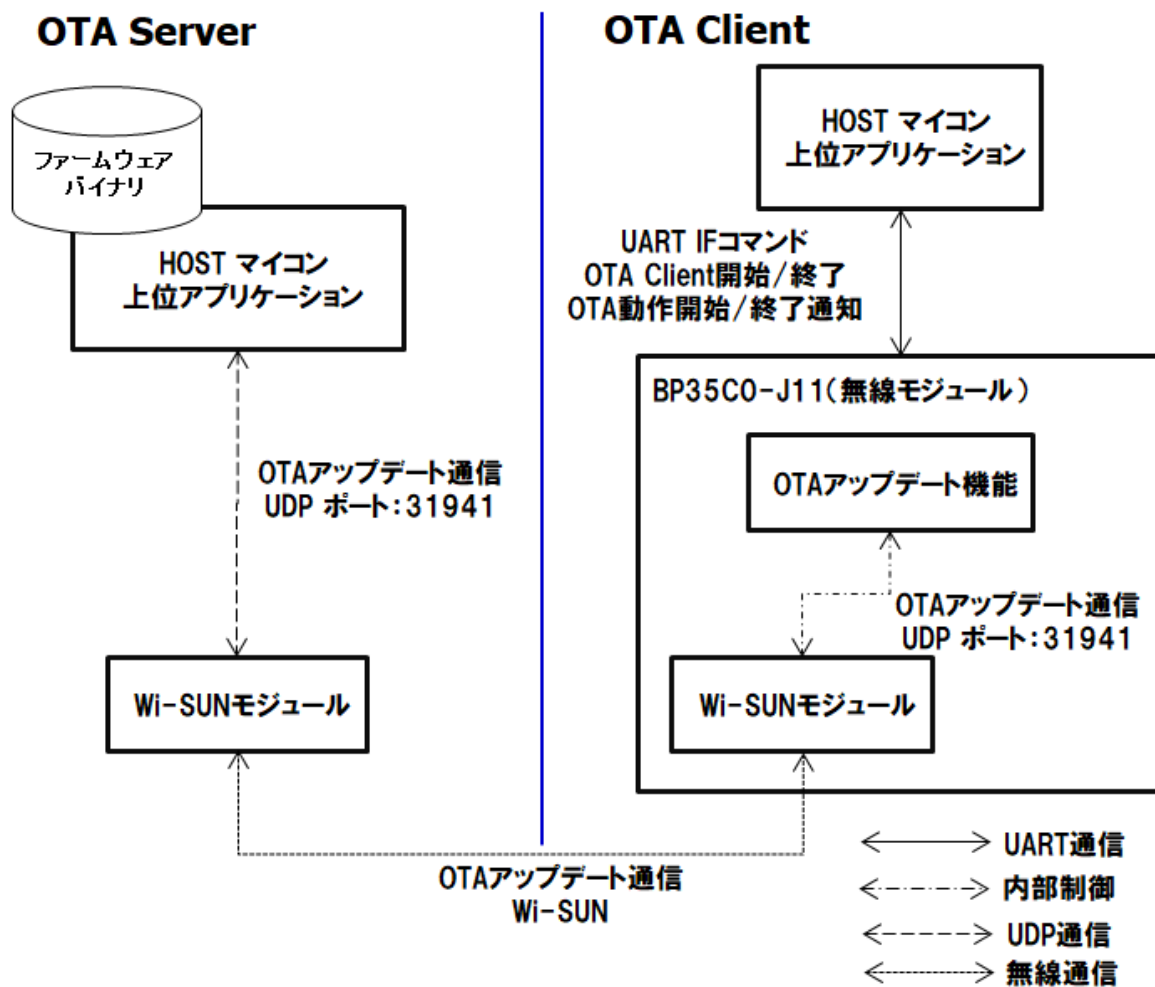 OTA Server
ファームウェア
バイナリ
HOST マイコン
上位アプリケーション
OTAアップデート通信
UDP ポート:31941
Wi-SUNモジュール
OTA Client
HOST マイコン
上位アプリケーション
UART IFコマンド
OTA Client開始/終了
OTA動作開始/終了通知
BP35C0-J11(無線モジュール)
OTAアップデート機能
OTAアップデート通信
UDP ポート:31941
Wi-SUNモジュール
OTAアップデート通信
Wi-SUN
UART通信
内部制御
UDP通信
無線通信